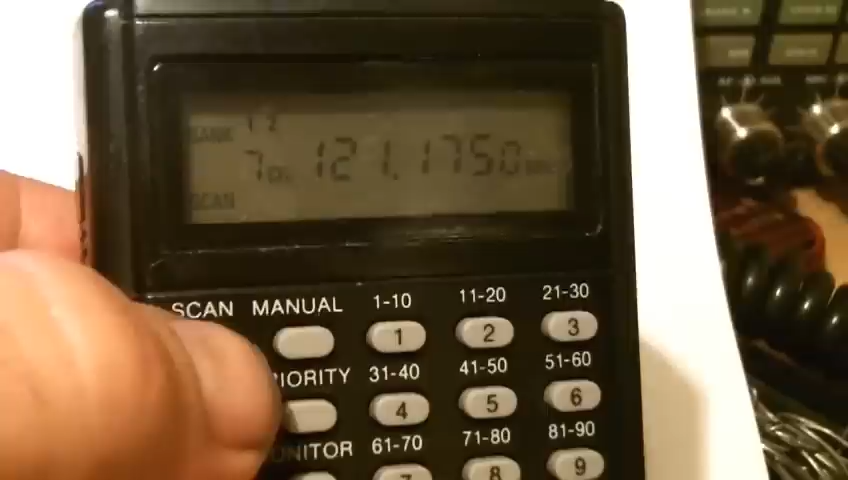 BANK 1 2
7CH. 121.1750
SCAN
SCAN MANUAL 1-10 11-20 21-30
1 2 3
RIORITY 31-40 41-50 51-60
4 5 6
ONITOR 61-70 71-80 81-90
7 8 9